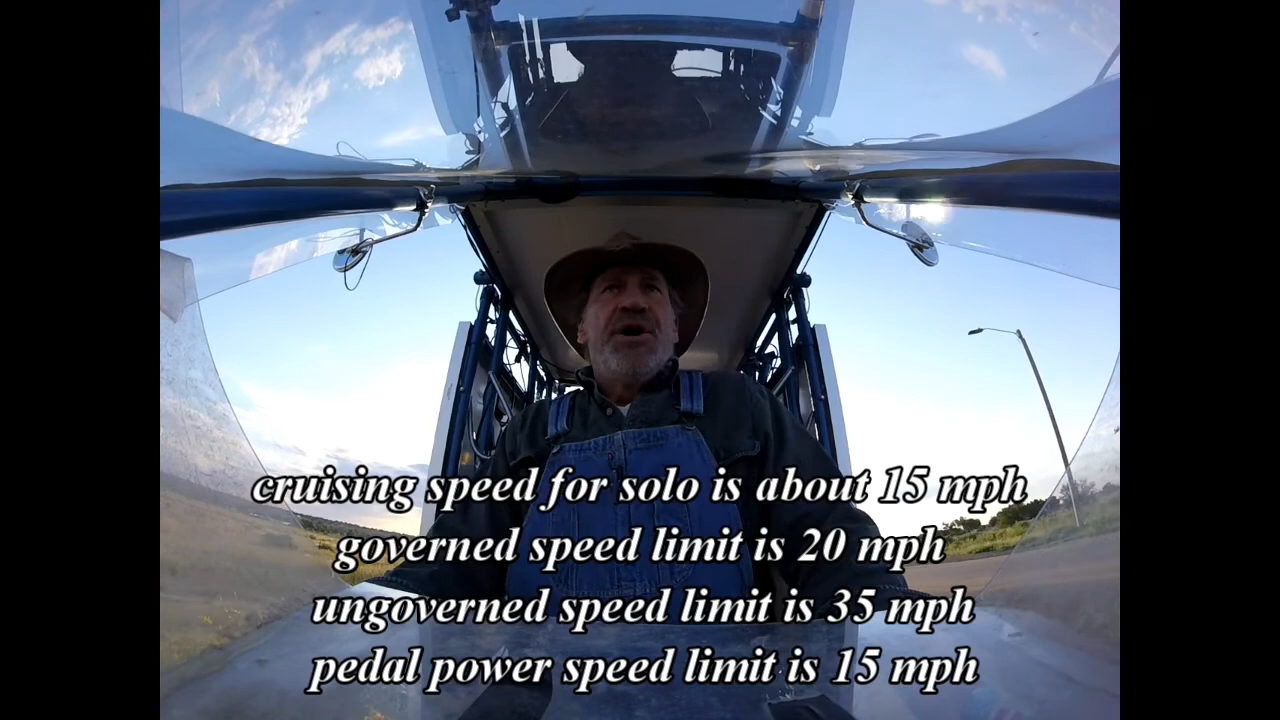 cruising speed for solo is about 15 mph
governed speed limit is 20 mph
ungoverned speed limit is 35 mph
pedal power speed limit is 15 mph